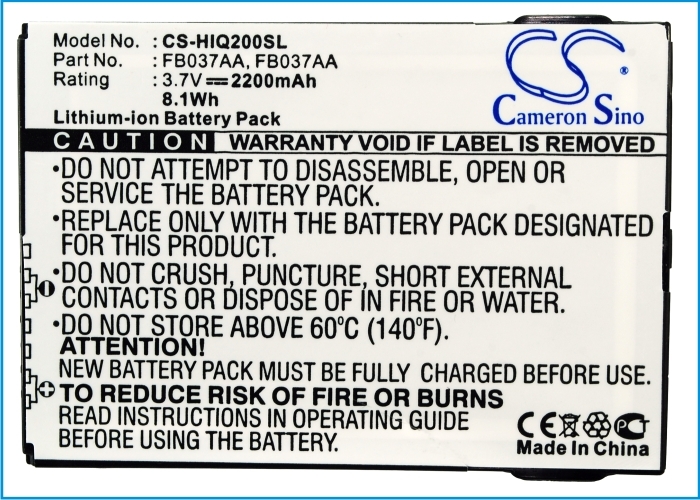 Model No. : CS-HIQ200SL
Part No. : FB037AA, FB037AA
Rating : 3.7V⎓2200mAh
8.1Wh
Lithium-ion Battery Pack
CS
Cameron Sino
CAUTION WARRANTY VOID IF LABEL IS REMOVED
•DO NOT ATTEMPT TO DISASSEMBLE, OPEN OR
SERVICE THE BATTERY PACK.
•REPLACE ONLY WITH THE BATTERY PACK DESIGNATED
FOR THIS PRODUCT.
•DO NOT CRUSH, PUNCTURE, SHORT EXTERNAL
CONTACTS OR DISPOSE OF IN FIRE OR WATER.
•DO NOT STORE ABOVE 60°C (140°F).
ATTENTION!
NEW BATTERY PACK MUST BE FULLY CHARGED BEFORE USE.
TO REDUCE RISK OF FIRE OR BURNS
READ INSTRUCTIONS IN OPERATING GUIDE
BEFORE USING BATTERY.
CE PCT
Made in China